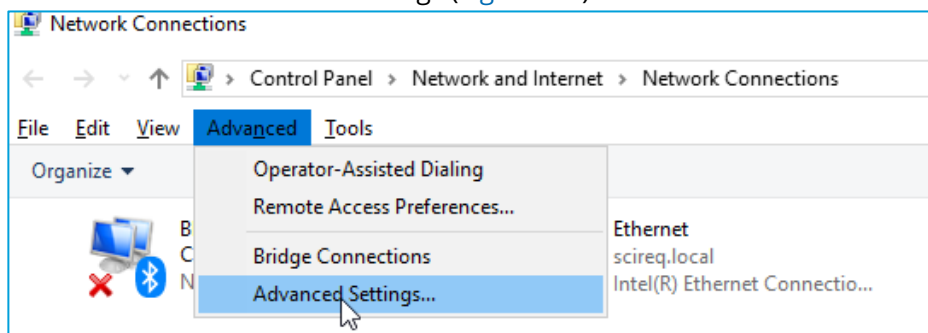 Network Connections
Control Panel > Network and Internet > Network Connections
File Edit View Advanced Tools
Organize
Operator-Assisted Dialing
Remote Access Preferences...
Bridge Connections
Advanced Settings...
B
C
N
Ethernet
scireq.local
Intel(R) Ethernet Connectio...